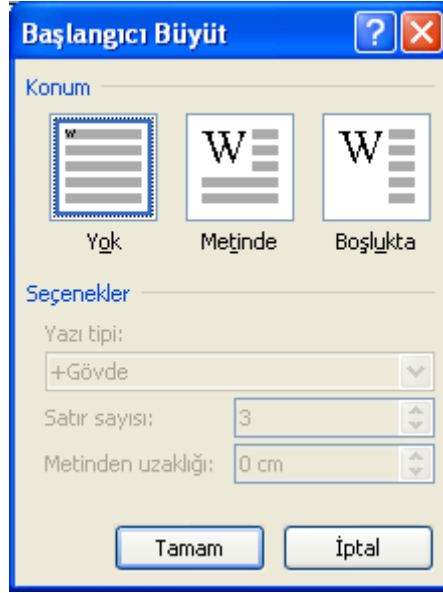 Başlangıcı Büyüt
Konum
W W W
Yok Metinde Boşlukta
Seçenekler
Yazı tipi:
+Gövde
Satır sayısı: 3
Metinden uzaklığı: 0 cm
Tamam İptal